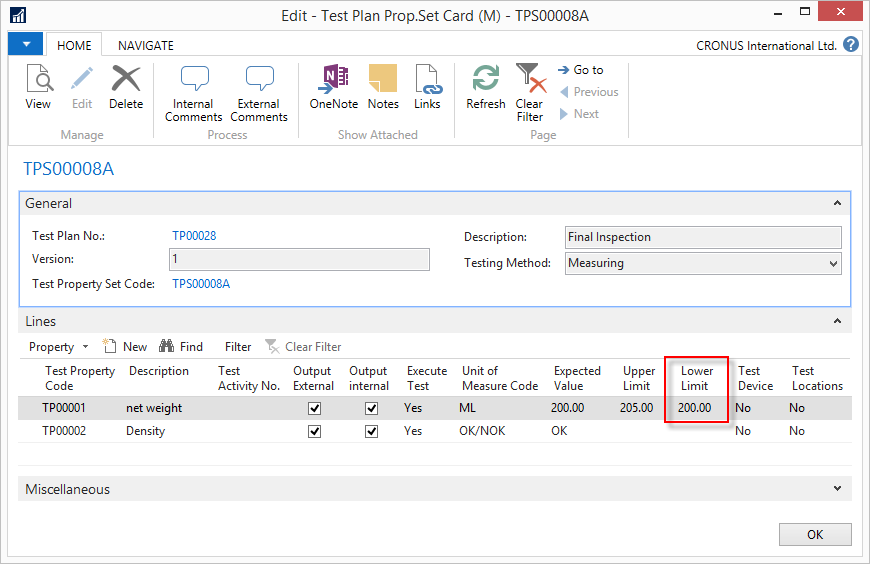 Edit - Test Plan Prop.Set Card (M) - TPS00008A
HOME NAVIGATE CRONUS International Ltd. ?
View Edit Delete Internal Comments External Comments OneNote Notes Links Refresh Clear Filter Go to Previous Next
Manage Process Show Attached Page
TPS00008A
General
Test Plan No.: TP00028 Description: Final Inspection
Version: 1 Testing Method: Measuring
Test Property Set Code: TPS00008A
Lines
Property New Find Filter Clear Filter
Test Property Code Description Test Activity No. Output External Output internal Execute Test Unit of Measure Code Expected Value Upper Limit Lower Limit Test Device Test Locations
TP00001 net weight Yes ML 200.00 205.00 200.00 No No
TP00002 Density Yes OK/NOK OK No No
Miscellaneous
OK